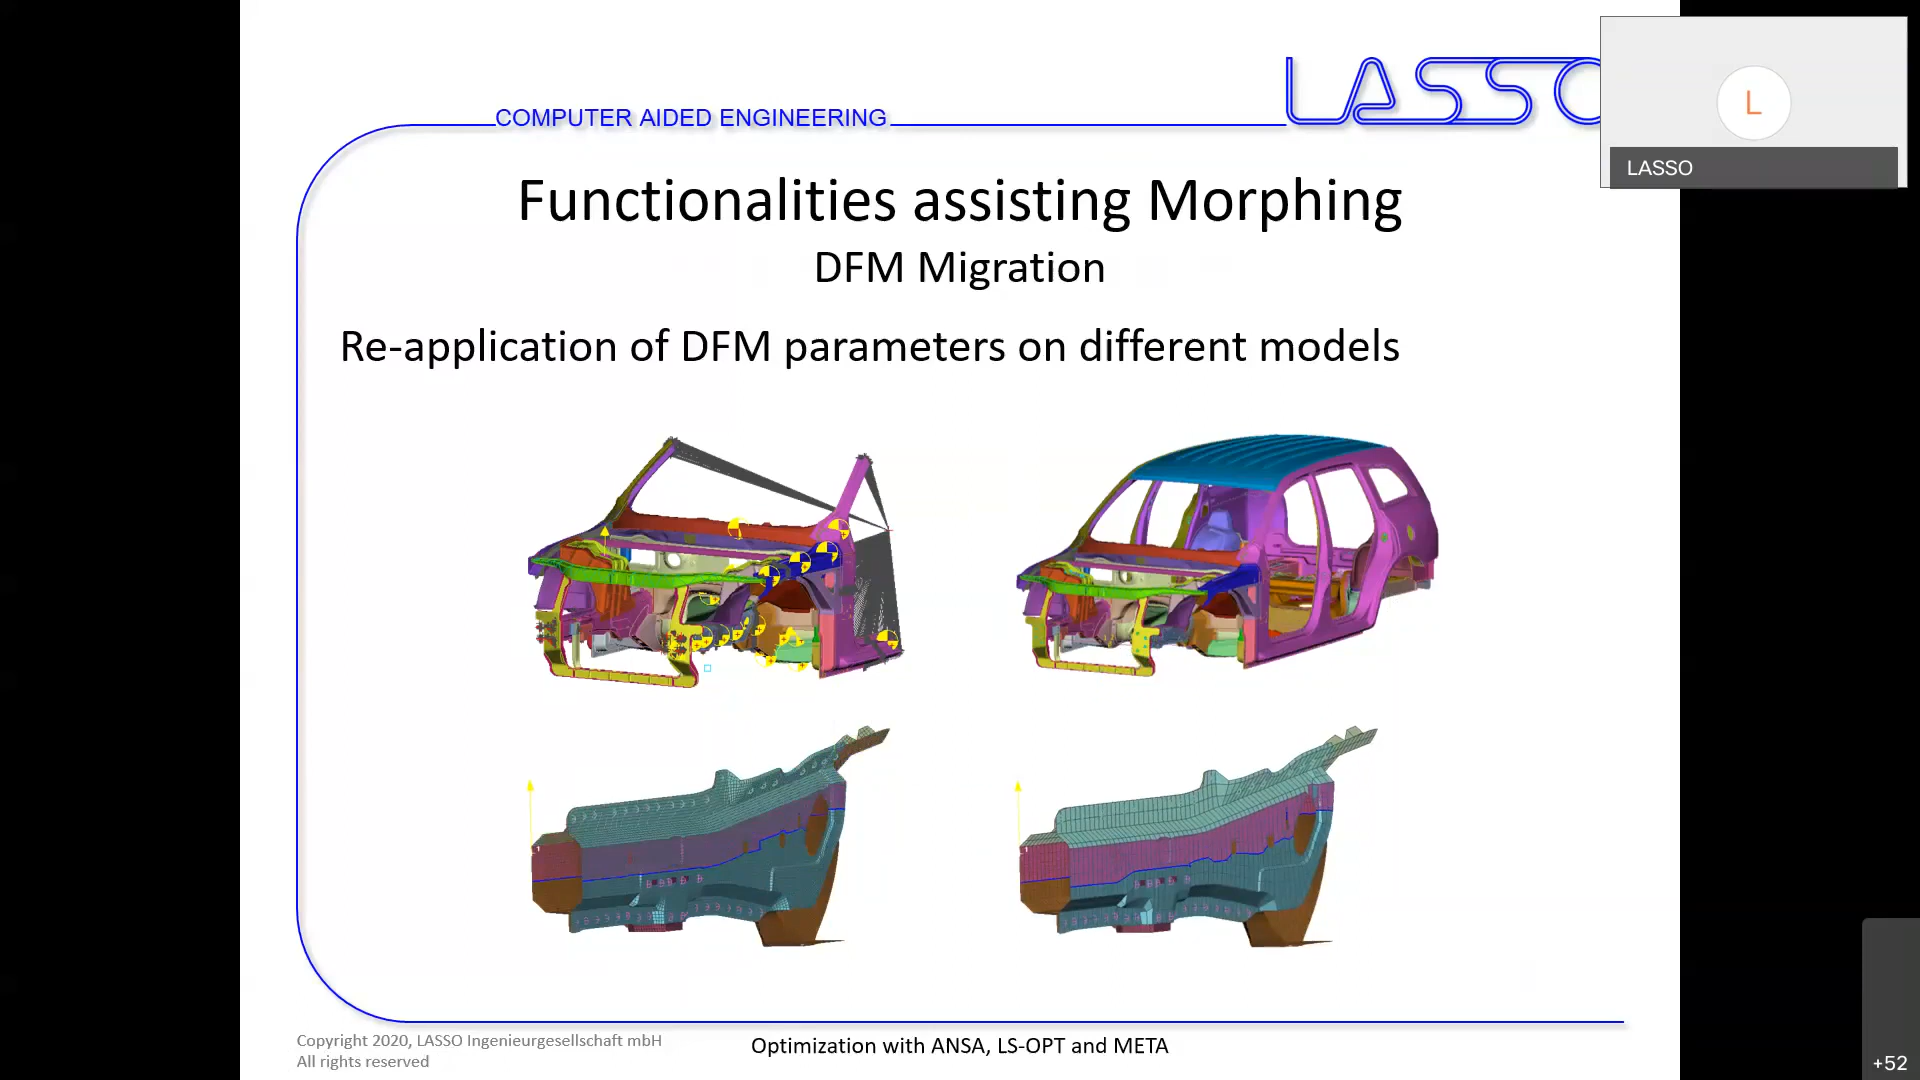 LASSO
COMPUTER AIDED ENGINEERING
L
LASSO
Functionalities assisting Morphing
DFM Migration
Re-application of DFM parameters on different models
Copyright 2020, LASSO Ingenieurgesellschaft mbH
All rights reserved
Optimization with ANSA, LS-OPT and META
+52